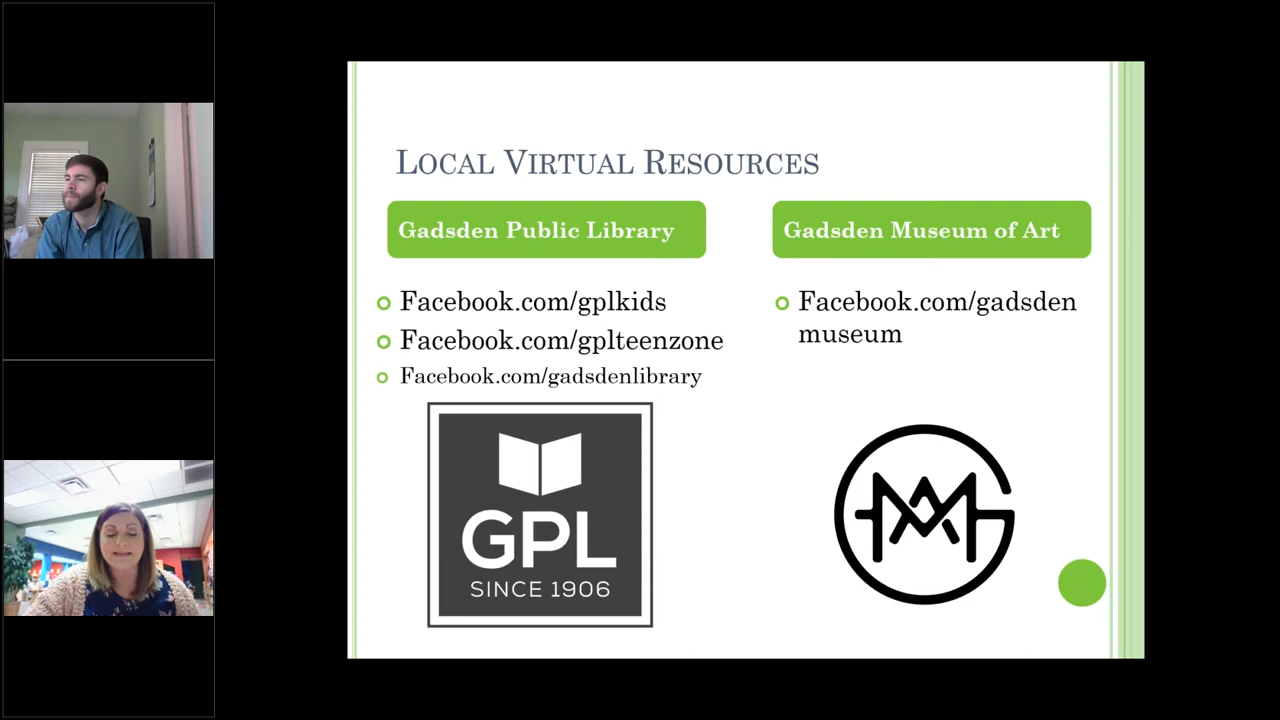 Local Virtual Resources
Gadsden Public Library
Facebook.com/gplkids
Facebook.com/gplteenzone
Facebook.com/gadsdenlibrary
GPL
SINCE 1906
Gadsden Museum of Art
Facebook.com/gadsden
museum
GMA